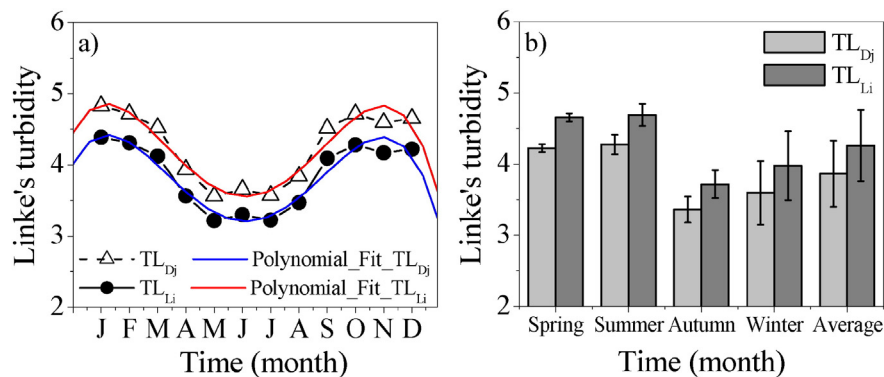 a)
Linke's turbidity
6
5
4
3
2
TL_Dj
Polynomial_Fit_TL_Dj
TL_Li
Polynomial_Fit_TL_Li
J F M A M J J A S O N D
Time (month)
b)
Linke's turbidity
6
5
4
3
2
TL_Dj
TL_Li
Spring Summer Autumn Winter Average
Time (month)